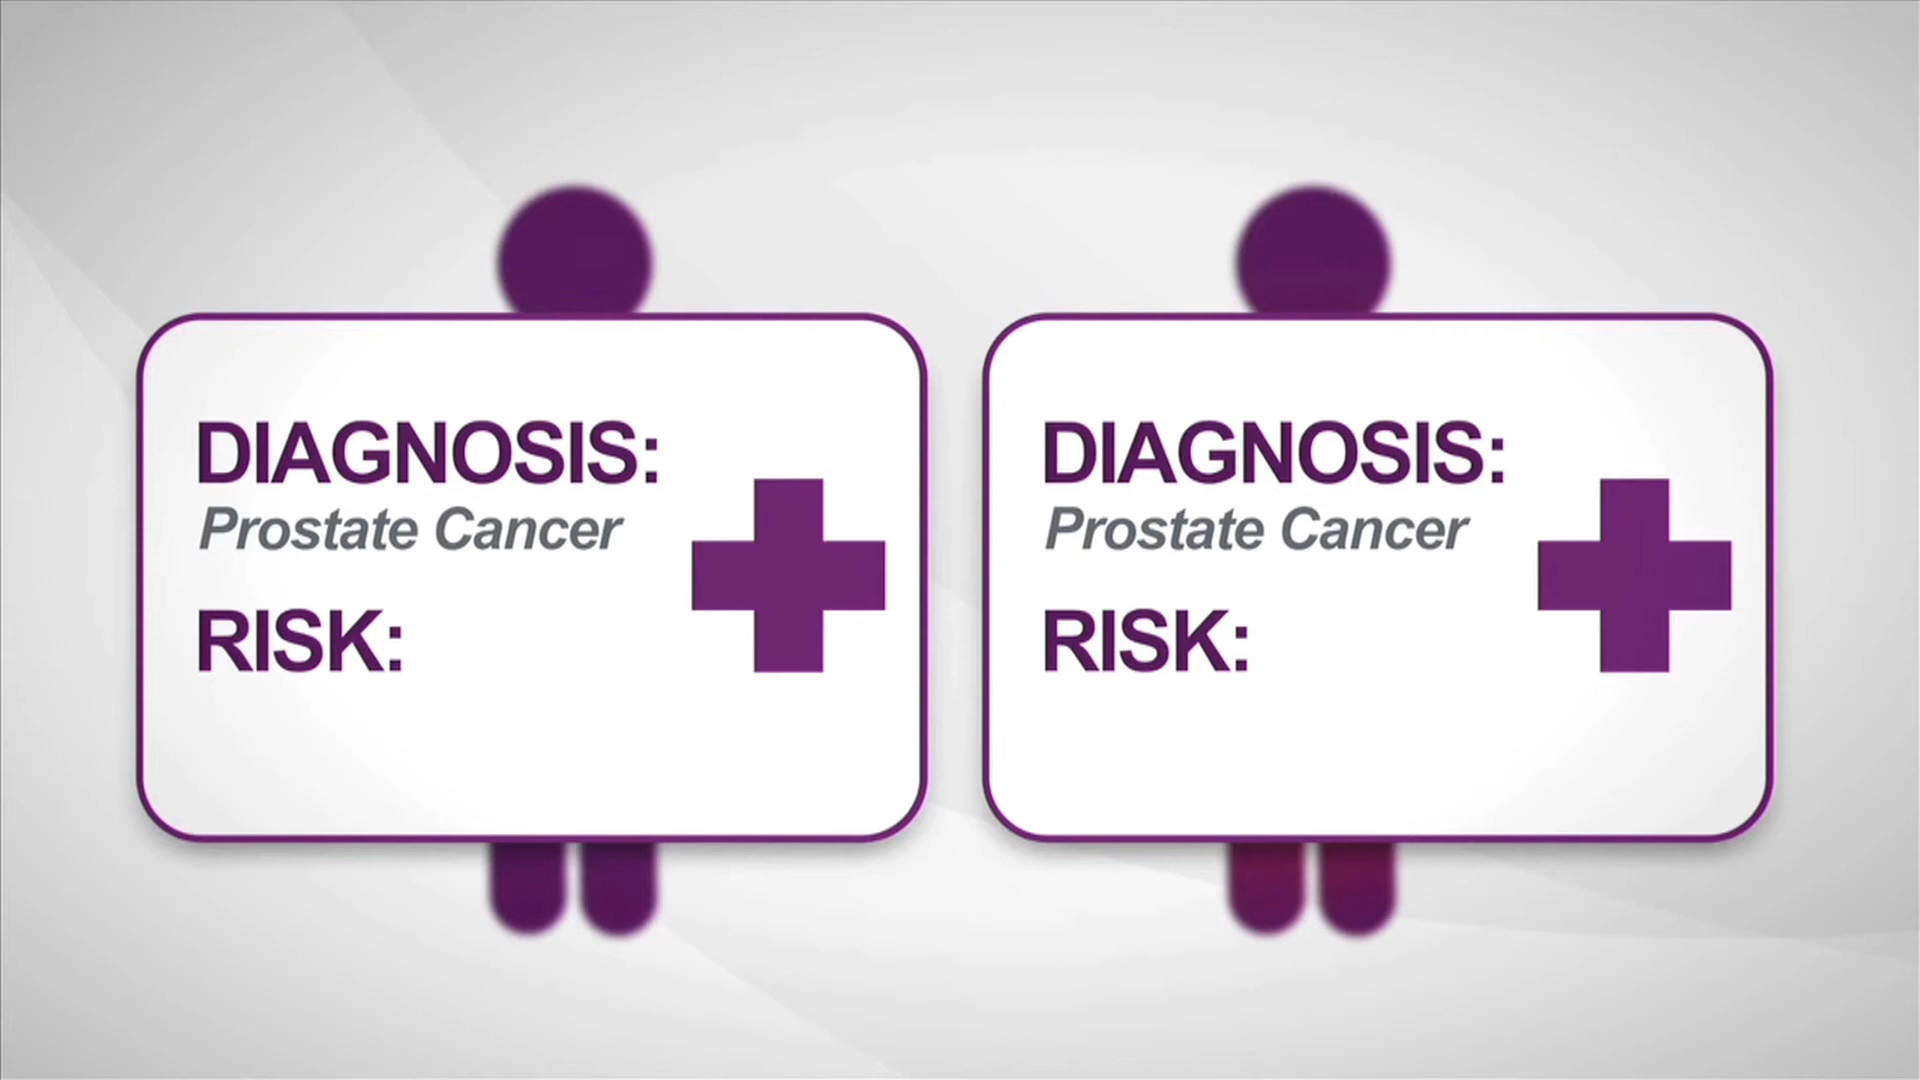 DIAGNOSIS:
Prostate Cancer
RISK:
DIAGNOSIS:
Prostate Cancer
RISK: